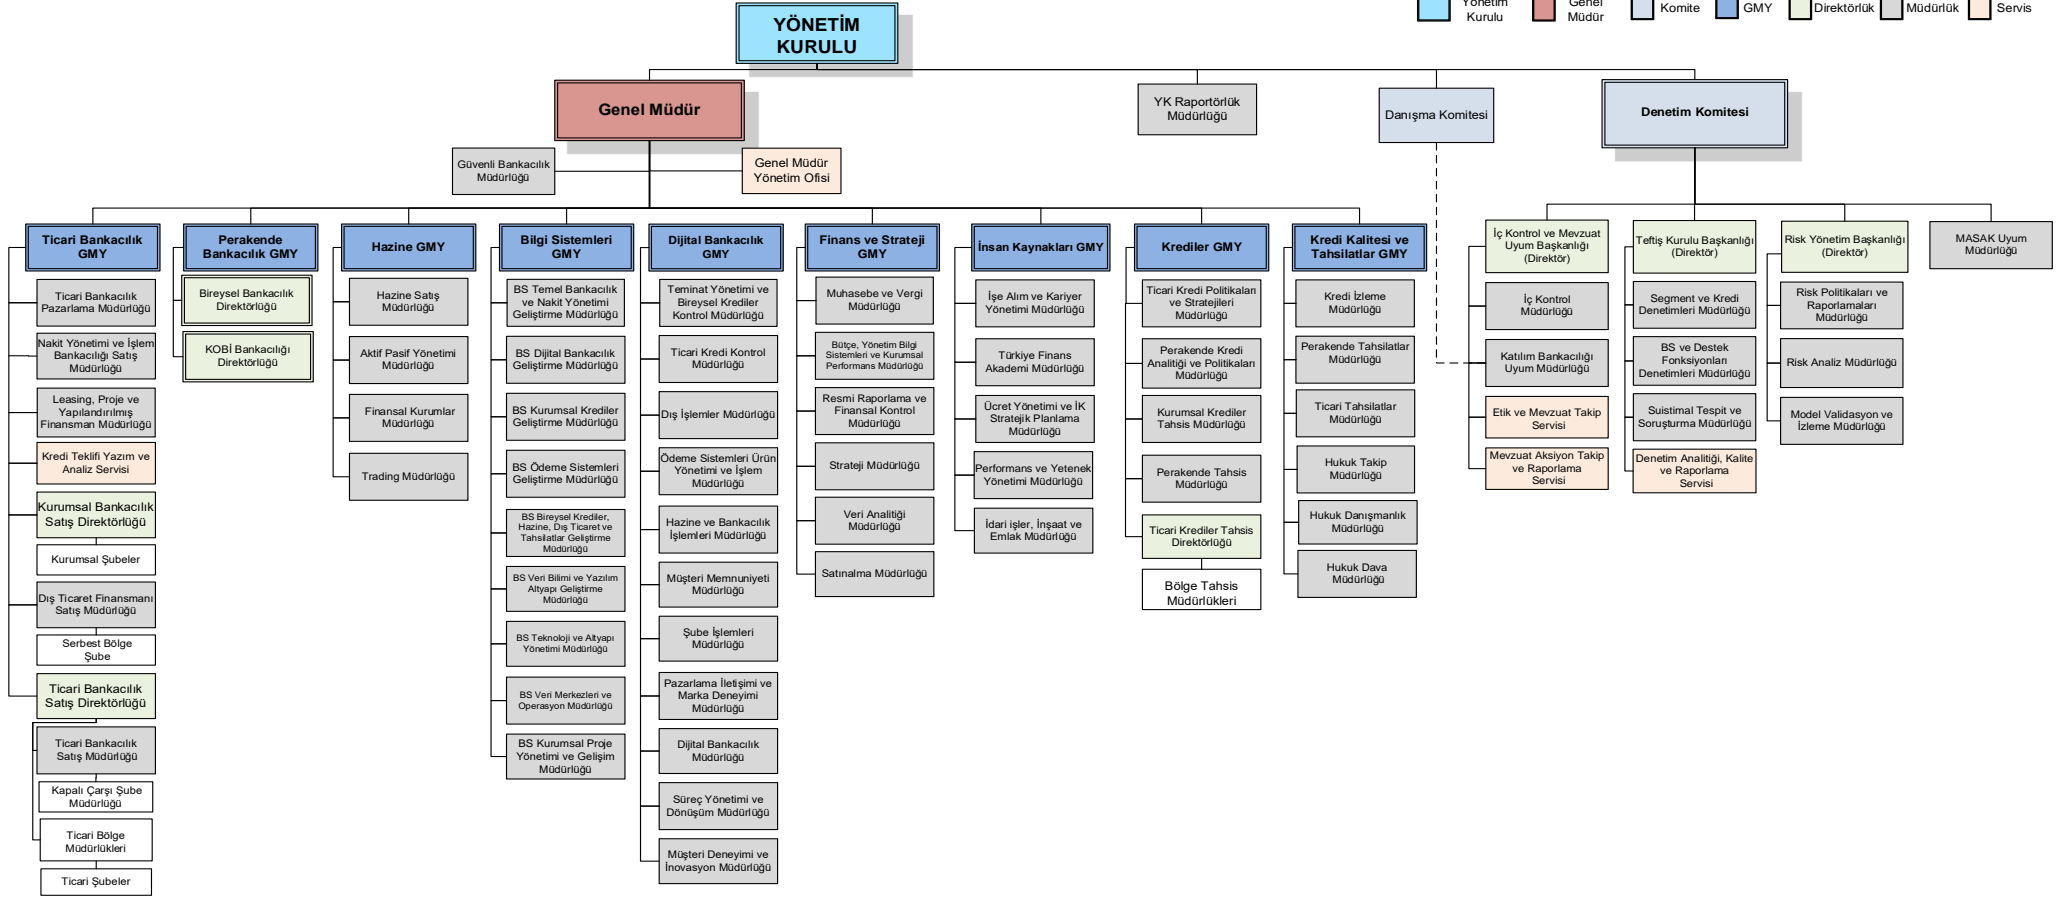 Yönetim
Kurulu
Genel
Müdür
Komite
GMY
Direktörlük
Müdürlük
Servis
YÖNETİM
KURULU
Genel Müdür
YK Raportörlük
Müdürlüğü
Danışma Komitesi
Denetim Komitesi
Güvenli Bankacılık
Müdürlüğü
Genel Müdür
Yönetim Ofisi
Ticari Bankacılık
GMY
Ticari Bankacılık
Pazarlama Müdürlüğü
Nakit Yönetimi ve İşlem
Bankacılığı Satış
Müdürlüğü
Leasing, Proje ve
Yapılandırılmış
Finansman Müdürlüğü
Kredi Teklifi Yazım ve
Analiz Servisi
Kurumsal Bankacılık
Satış Direktörlüğü
Kurumsal Şubeler
Dış Ticaret Finansmanı
Satış Müdürlüğü
Serbest Bölge
Şube
Ticari Bankacılık
Satış Direktörlüğü
Ticari Bankacılık
Satış Müdürlüğü
Kapalı Çarşı Şube
Müdürlüğü
Ticari Bölge
Müdürlükleri
Ticari Şubeler
Perakende
Bankacılık GMY
Bireysel Bankacılık
Direktörlüğü
KOBİ Bankacılığı
Direktörlüğü
Hazine GMY
Hazine Satış
Müdürlüğü
Aktif Pasif Yönetimi
Müdürlüğü
Finansal Kurumlar
Müdürlüğü
Trading Müdürlüğü
Bilgi Sistemleri
GMY
BS Temel Bankacılık
ve Nakit Yönetimi
Geliştirme Müdürlüğü
BS Dijital Bankacılık
Geliştirme Müdürlüğü
BS Kurumsal Krediler
Geliştirme Müdürlüğü
BS Ödeme Sistemleri
Geliştirme Müdürlüğü
BS Bireysel Krediler,
Hazine, Dış Ticaret ve
Tahsilatlar Geliştirme
Müdürlüğü
BS Veri Bilimi ve Yazılım
Altyapı Geliştirme
Müdürlüğü
BS Teknoloji ve Altyapı
Yönetimi Müdürlüğü
BS Veri Merkezleri ve
Operasyon Müdürlüğü
BS Kurumsal Proje
Yönetimi ve Gelişim
Müdürlüğü
Dijital Bankacılık
GMY
Teminat Yönetimi ve
Bireysel Krediler
Kontrol Müdürlüğü
Ticari Kredi Kontrol
Müdürlüğü
Dış İşlemler Müdürlüğü
Ödeme Sistemleri Ürün
Yönetimi ve İşlem
Müdürlüğü
Hazine ve Bankacılık
İşlemleri Müdürlüğü
Müşteri Memnuniyeti
Müdürlüğü
Şube İşlemleri
Müdürlüğü
Pazarlama İletişimi ve
Marka Deneyimi
Müdürlüğü
Dijital Bankacılık
Müdürlüğü
Süreç Yönetimi ve
Dönüşüm Müdürlüğü
Müşteri Deneyimi ve
İnovasyon Müdürlüğü
Finans ve Strateji
GMY
Muhasebe ve Vergi
Müdürlüğü
Bütçe, Yönetim Bilgi
Sistemleri ve Kurumsal
Performans Müdürlüğü
Resmi Raporlama ve
Finansal Kontrol
Müdürlüğü
Strateji Müdürlüğü
Veri Analitiği
Müdürlüğü
Satınalma Müdürlüğü
İnsan Kaynakları GMY
İşe Alım ve Kariyer
Yönetimi Müdürlüğü
Türkiye Finans
Akademi Müdürlüğü
Ücret Yönetimi ve İK
Stratejik Planlama
Müdürlüğü
Performans ve Yetenek
Yönetimi Müdürlüğü
İdari işler, İnşaat ve
Emlak Müdürlüğü
Krediler GMY
Ticari Kredi Politikaları
ve Stratejileri
Müdürlüğü
Perakende Kredi
Analitiği ve Politikaları
Müdürlüğü
Kurumsal Krediler
Tahsis Müdürlüğü
Perakende Tahsis
Müdürlüğü
Ticari Krediler Tahsis
Direktörlüğü
Bölge Tahsis
Müdürlükleri
Kredi Kalitesi ve
Tahsilatlar GMY
Kredi İzleme
Müdürlüğü
Perakende Tahsilatlar
Müdürlüğü
Ticari Tahsilatlar
Müdürlüğü
Hukuk Takip
Müdürlüğü
Hukuk Danışmanlık
Müdürlüğü
Hukuk Dava
Müdürlüğü
İç Kontrol ve Mevzuat
Uyum Başkanlığı
(Direktör)
İç Kontrol
Müdürlüğü
Katılım Bankacılığı
Uyum Müdürlüğü
Etik ve Mevzuat Takip
Servisi
Mevzuat Aksiyon Takip
ve Raporlama
Servisi
Teftiş Kurulu Başkanlığı
(Direktör)
Segment ve Kredi
Denetimleri Müdürlüğü
BS ve Destek
Fonksiyonları
Denetimleri Müdürlüğü
Suistimal Tespit ve
Soruşturma Müdürlüğü
Denetim Analitiği, Kalite
ve Raporlama
Servisi
Risk Yönetim Başkanlığı
(Direktör)
Risk Politikaları ve
Raporlamaları
Müdürlüğü
Risk Analiz Müdürlüğü
Model Validasyon ve
İzleme Müdürlüğü
MASAK Uyum
Müdürlüğü